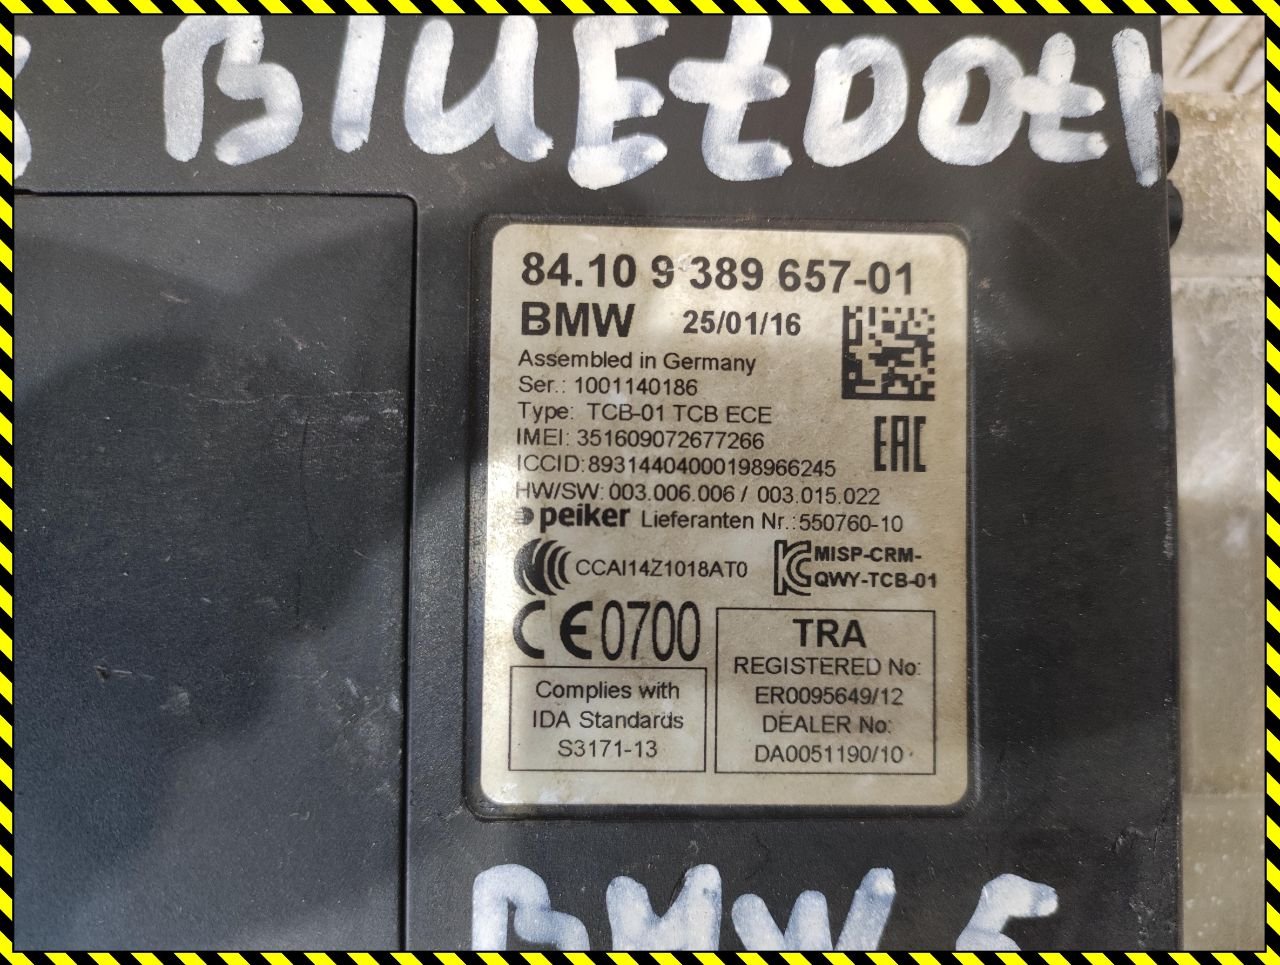 BLUEtOOtH
84.10 9 389 657-01
BMW 25/01/16
Assembled in Germany
Ser.: 1001140186
Type: TCB-01 TCB ECE
IMEI: 351609072677266
ICCID:89314404000198966245
HW/SW: 003.006.006 / 003.015.022
peiker Lieferanten Nr.:550760-10
CCAI14Z1018AT0
MISP-CRM-
QWY-TCB-01
EAC
CE0700
Complies with
IDA Standards
S3171-13
TRA
REGISTERED No:
ER0095649/12
DEALER No:
DA0051190/10
BMW 5